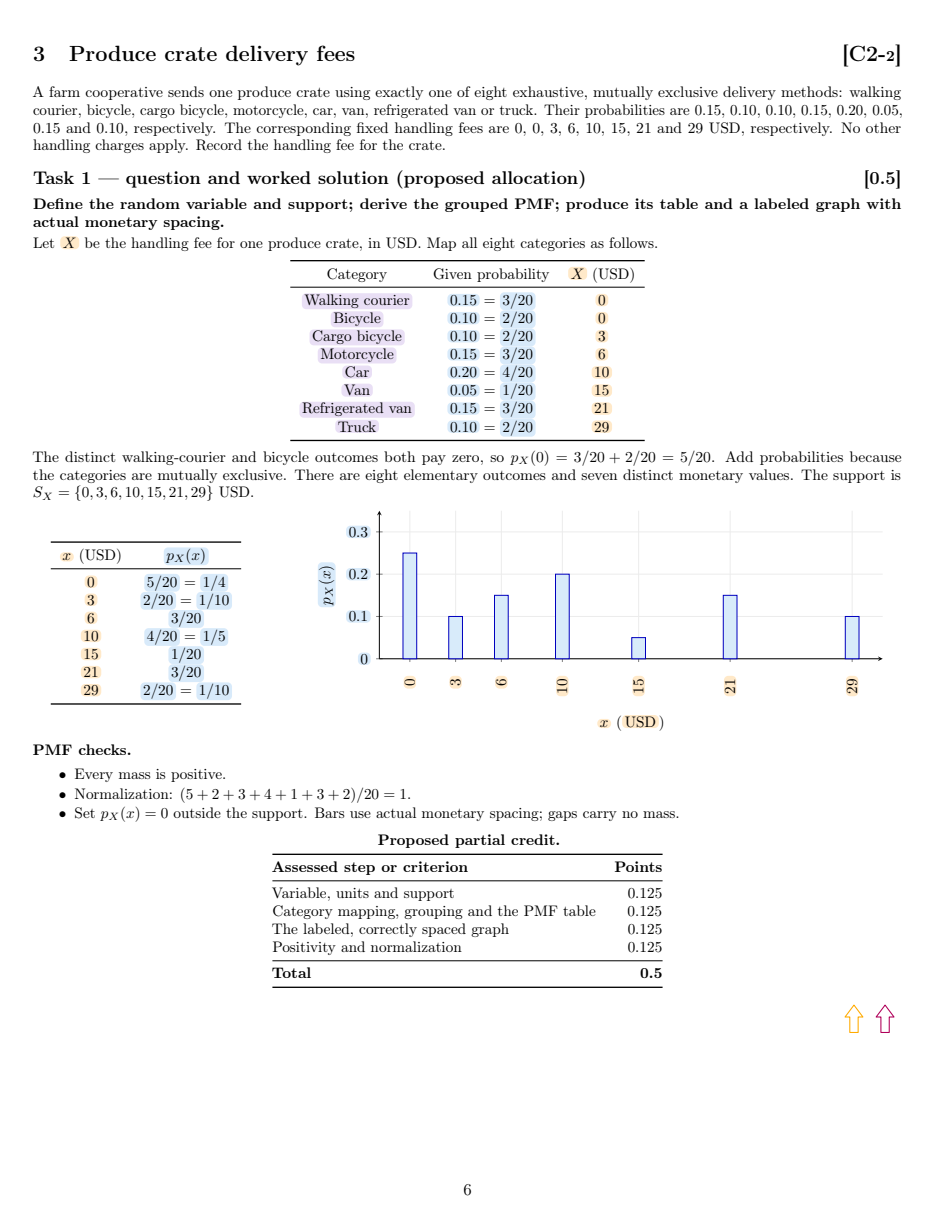 3 Produce crate delivery fees [C2-2]
A farm cooperative sends one produce crate using exactly one of eight exhaustive, mutually exclusive delivery methods: walking
courier, bicycle, cargo bicycle, motorcycle, car, van, refrigerated van or truck. Their probabilities are 0.15, 0.10, 0.10, 0.15, 0.20, 0.05,
0.15 and 0.10, respectively. The corresponding fixed handling fees are 0, 0, 3, 6, 10, 15, 21 and 29 USD, respectively. No other
handling charges apply. Record the handling fee for the crate.
Task 1 — question and worked solution (proposed allocation) [0.5]
Define the random variable and support; derive the grouped PMF; produce its table and a labeled graph with
actual monetary spacing.
Let X be the handling fee for one produce crate, in USD. Map all eight categories as follows.
Category Given probability X (USD)
Walking courier 0.15 = 3/20 0
Bicycle 0.10 = 2/20 0
Cargo bicycle 0.10 = 2/20 3
Motorcycle 0.15 = 3/20 6
Car 0.20 = 4/20 10
Van 0.05 = 1/20 15
Refrigerated van 0.15 = 3/20 21
Truck 0.10 = 2/20 29
The distinct walking-courier and bicycle outcomes both pay zero, so p_X(0) = 3/20 + 2/20 = 5/20. Add probabilities because
the categories are mutually exclusive. There are eight elementary outcomes and seven distinct monetary values. The support is
S_X = {0, 3, 6, 10, 15, 21, 29} USD.
x (USD) p_X(x)
0 5/20 = 1/4
3 2/20 = 1/10
6 3/20
10 4/20 = 1/5
15 1/20
21 3/20
29 2/20 = 1/10
0.3
0.2
0.1
0
p_X(x)
0 3 6 10 15 21 29
x (USD)
PMF checks.
• Every mass is positive.
• Normalization: (5 + 2 + 3 + 4 + 1 + 3 + 2)/20 = 1.
• Set p_X(x) = 0 outside the support. Bars use actual monetary spacing; gaps carry no mass.
Proposed partial credit.
Assessed step or criterion Points
Variable, units and support 0.125
Category mapping, grouping and the PMF table 0.125
The labeled, correctly spaced graph 0.125
Positivity and normalization 0.125
Total 0.5
6